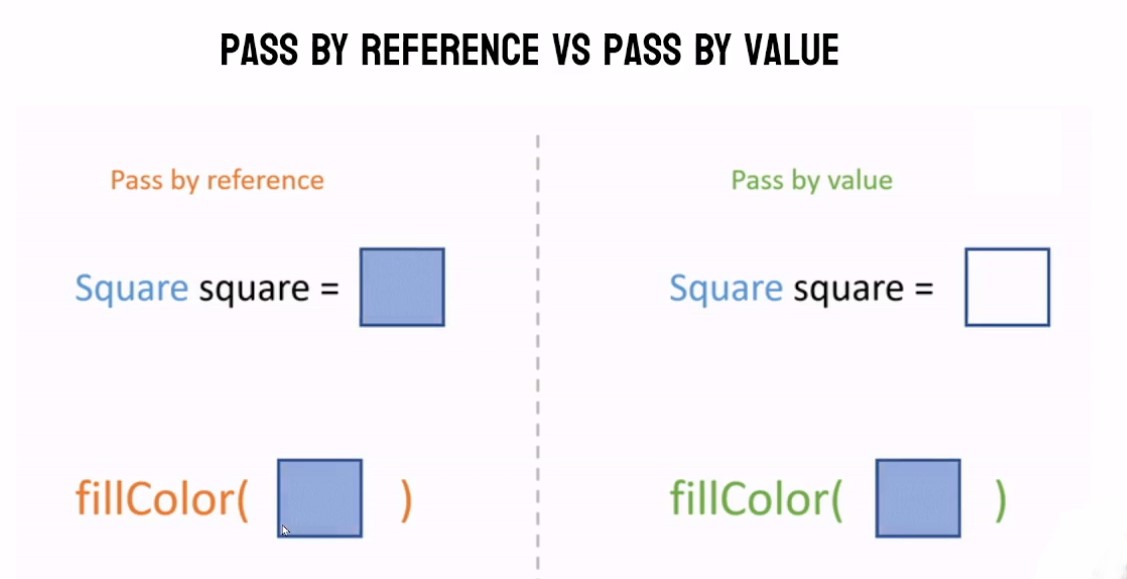 PASS BY REFERENCE VS PASS BY VALUE
Pass by reference
Square square =
fillColor( )
Pass by value
Square square =
fillColor( )